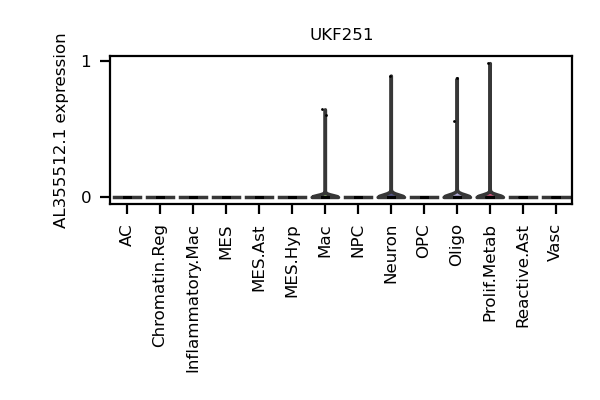 UKF251
AL355512.1 expression
1
0
AC
Chromatin.Reg
Inflammatory.Mac
MES
MES.Ast
MES.Hyp
Mac
NPC
Neuron
OPC
Oligo
Prolif.Metab
Reactive.Ast
Vasc